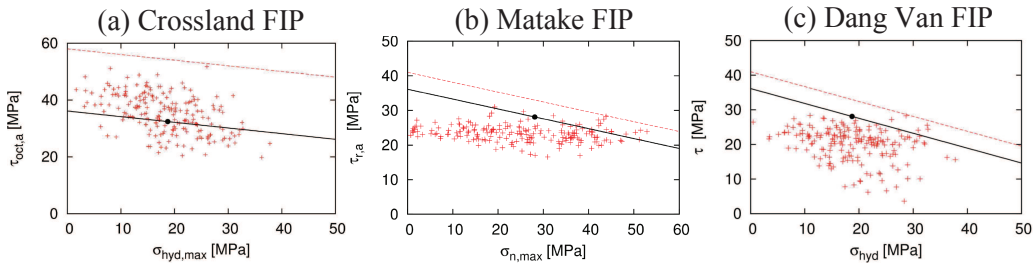 (a) Crossland FIP
60
40
20
0
0 10 20 30 40 50
τoct,a [MPa]
σhyd,max [MPa]
(b) Matake FIP
50
40
30
20
10
0
0 10 20 30 40 50 60
τr,a [MPa]
σn,max [MPa]
(c) Dang Van FIP
50
40
30
20
10
0
0 10 20 30 40 50
τ [MPa]
σhyd [MPa]